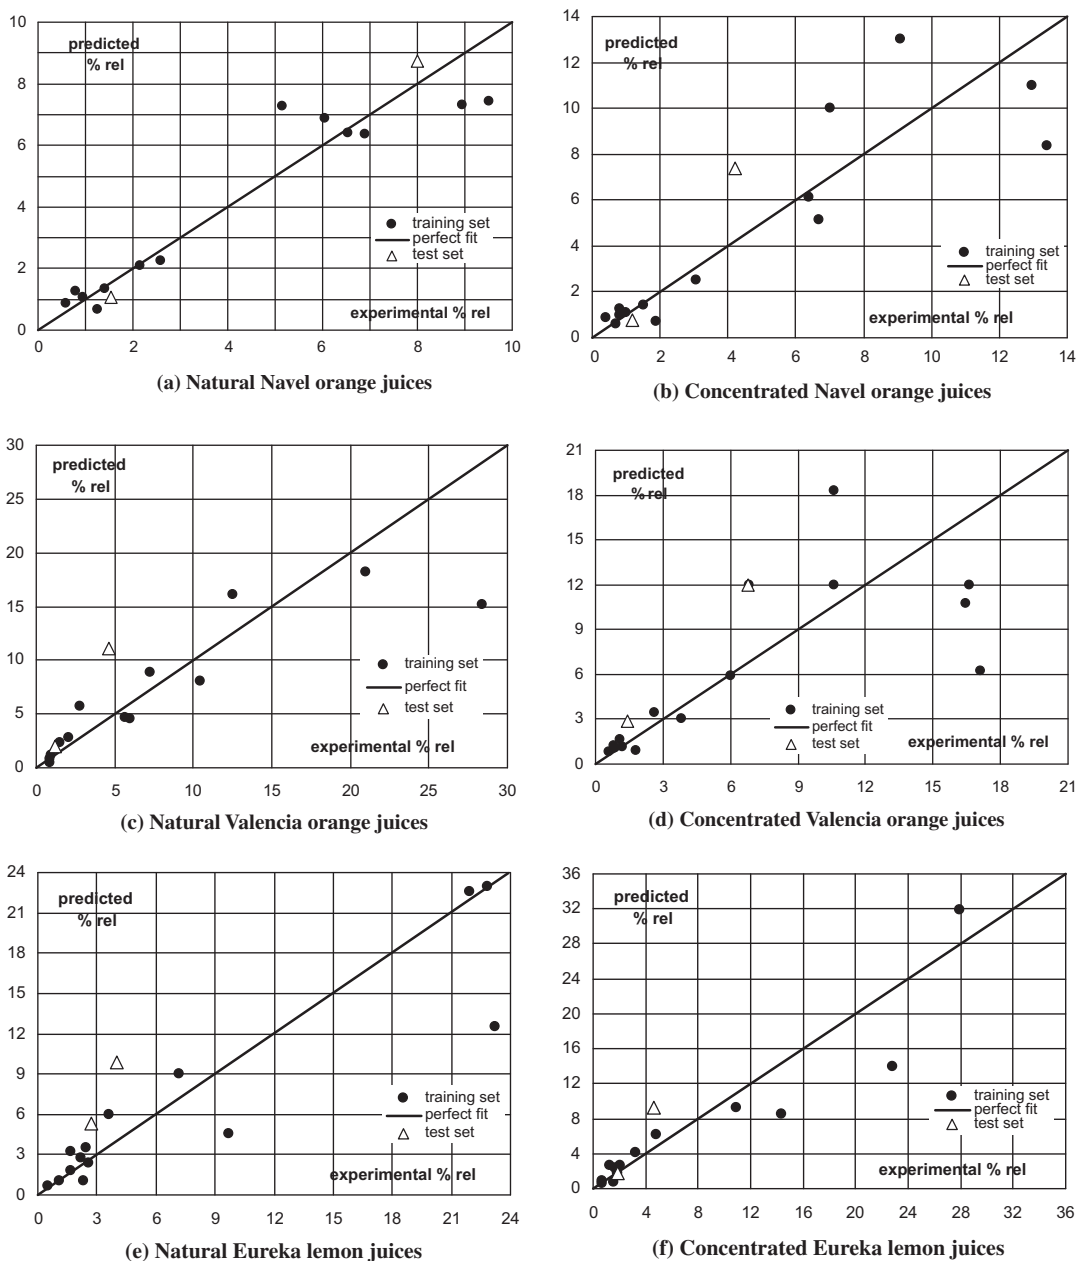 10
predicted
% rel
8
6
4
training set
perfect fit
test set
2
experimental % rel
0
0 2 4 6 8 10
(a) Natural Navel orange juices
14
predicted
% rel
12
10
8
6
4
training set
perfect fit
test set
2
experimental % rel
0
0 2 4 6 8 10 12 14
(b) Concentrated Navel orange juices
30
predicted
% rel
25
20
15
10
training set
perfect fit
test set
5
experimental % rel
0
0 5 10 15 20 25 30
(c) Natural Valencia orange juices
21
predicted
% rel
18
15
12
9
6
training set
3
perfect fit
test set
experimental % rel
0
0 3 6 9 12 15 18 21
(d) Concentrated Valencia orange juices
24
predicted
% rel
21
18
15
12
9
training set
6
perfect fit
test set
3
experimental % rel
0
0 3 6 9 12 15 18 21 24
(e) Natural Eureka lemon juices
36
predicted
% rel
32
28
24
20
16
12
training set
perfect fit
8
test set
4
experimental % rel
0
0 4 8 12 16 20 24 28 32 36
(f) Concentrated Eureka lemon juices